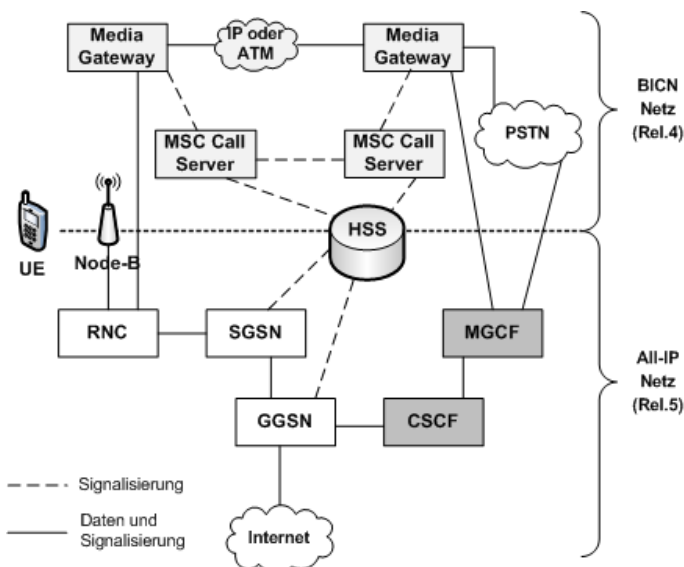 Media
Gateway
IP oder
ATM
Media
Gateway
BICN
Netz
(Rel.4)
PSTN
MSC Call
Server
MSC Call
Server
HSS
UE
Node-B
RNC
SGSN
MGCF
All-IP
Netz
(Rel.5)
GGSN
CSCF
Signalisierung
Daten und
Signalisierung
Internet